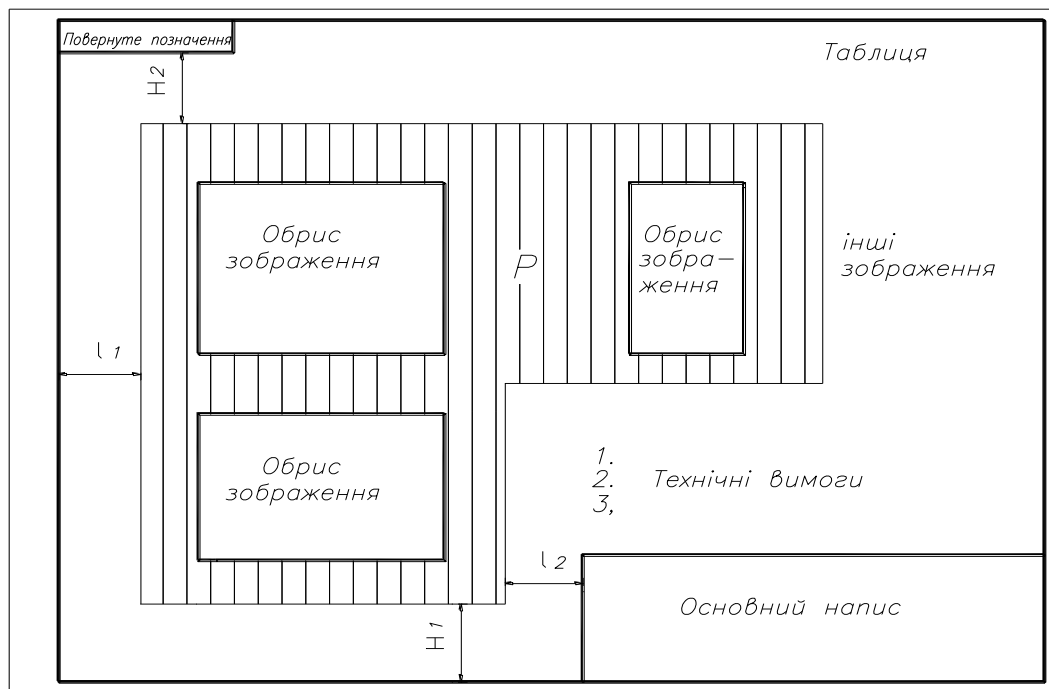 Повернуте позначення
Таблиця
H2
Обрис
зображення
P
Обрис
зобра-
ження
інші
зображення
l 1
Обрис
зображення
1.
2. Технічні вимоги
3,
l 2
Основний напис
H1